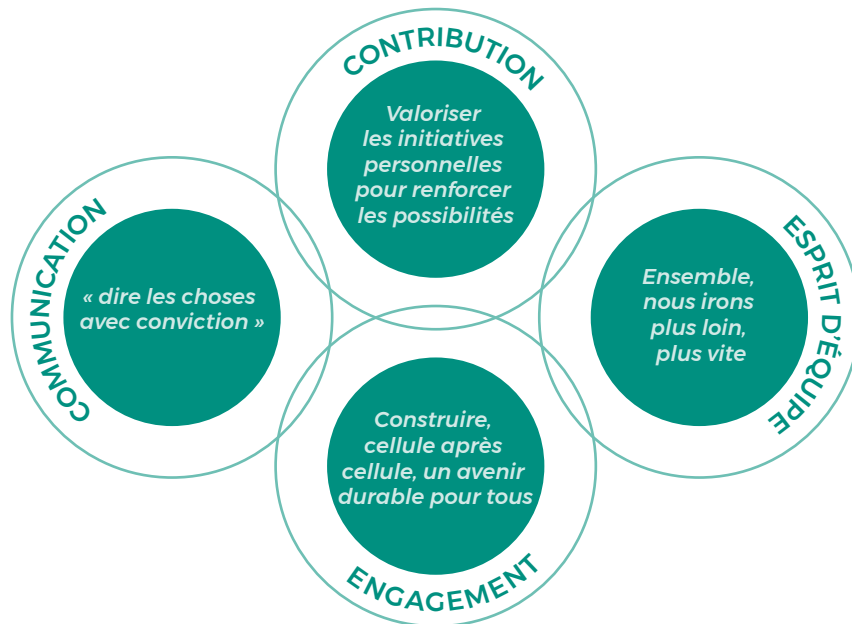 CONTRIBUTION
Valoriser
les initiatives
personnelles
pour renforcer
les possibilités
COMMUNICATION
« dire les choses
avec conviction »
ESPRIT D'ÉQUIPE
Ensemble,
nous irons
plus loin,
plus vite
Construire,
cellule après
cellule, un avenir
durable pour tous
ENGAGEMENT